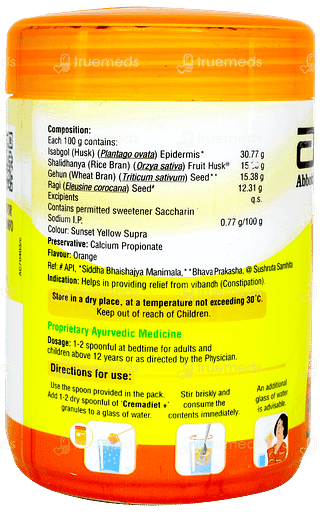 truemeds
truemeds
Composition:
Each 100 g contains:
Isabgol (Husk) (Plantago ovata) Epidermis* 30.77 g
Shalidhanya (Rice Bran) (Orzya sativa) Fruit Husk@
Gehun (Wheat Bran) (Triticum sativum) Seed** 15.38 g
Ragi (Eleusine corocana) Seed# 12.31 g
Excipients q.s.
Contains permitted sweetener Saccharin
Sodium I.P. 0.77 g/100 g
Colour: Sunset Yellow Supra
Preservative: Calcium Propionate
Flavour: Orange
Ref: # API, *Siddha Bhaishajya Manimala, **Bhava Prakasha, @ Sushruta Samhita
Indication: Helps in providing relief from vibandh (Constipation).
Store in a dry place, at a temperature not exceeding 30°C.
Keep out of reach of Children.
Proprietary Ayurvedic Medicine
Dosage: 1-2 spoonful at bedtime for adults and
children above 12 years or as directed by the Physician.
Directions for use:
Use the spoon provided in the pack.
Add 1-2 dry spoonful of 'Cremadiet +'
granules to a glass of water.
Stir briskly and
consume the
contents immediately.
An additional
glass of water
is advisable.